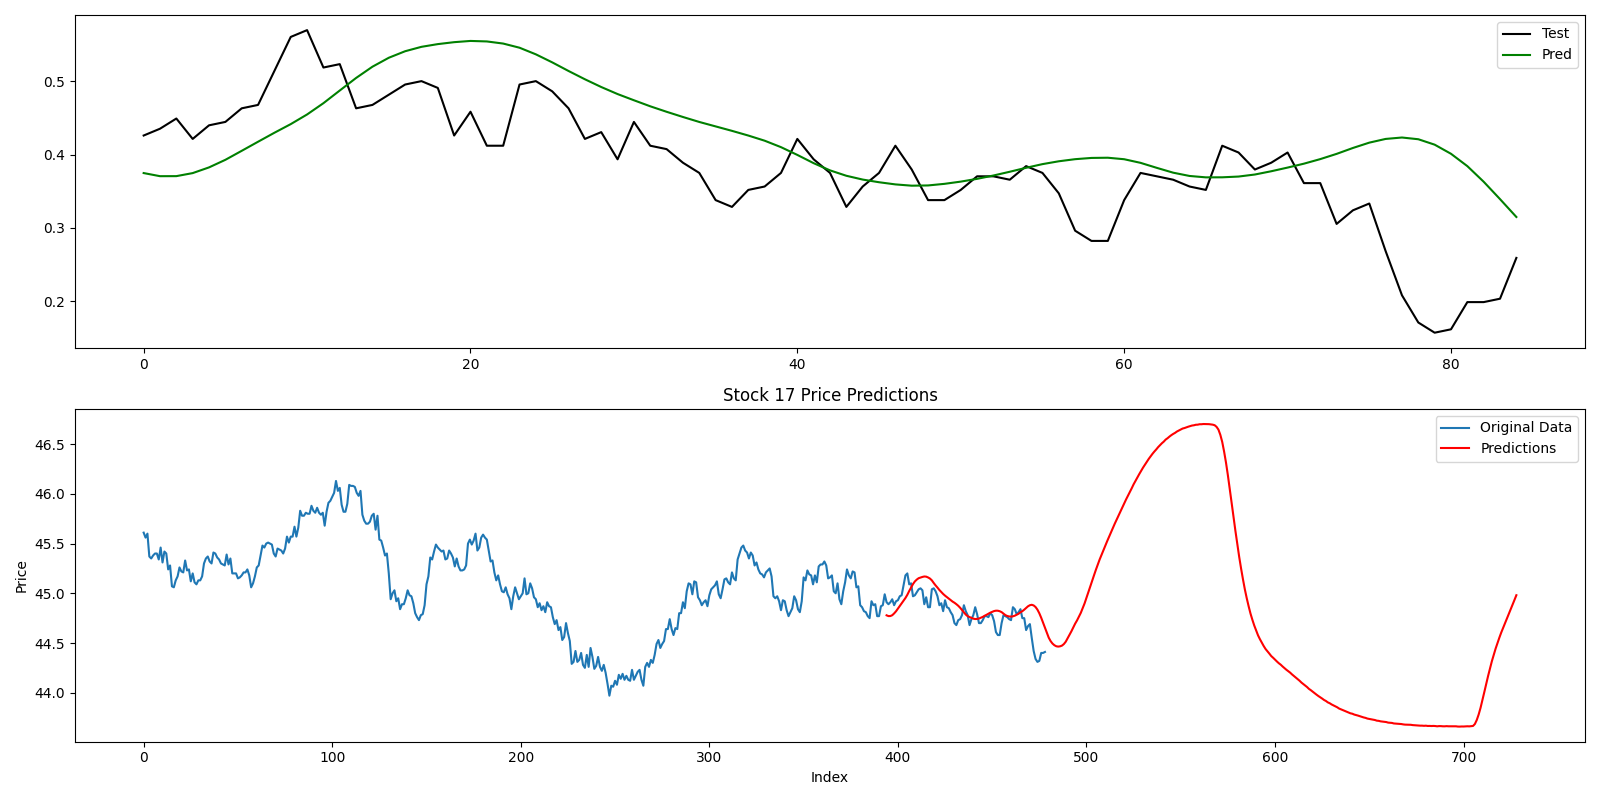 Test
Pred
0.5
0.4
0.3
0.2
0 20 40 60 80
Stock 17 Price Predictions
Original Data
Predictions
46.5
46.0
45.5
45.0
44.5
44.0
Price
0 100 200 300 400 500 600 700
Index